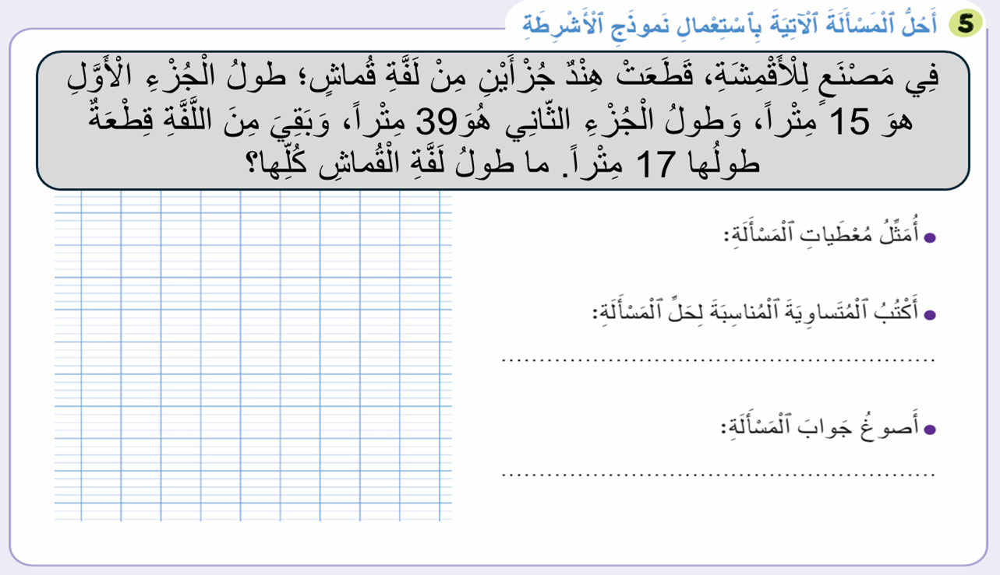 5 أَحُلُّ ٱلْمَسْأَلَةَ ٱلْآتِيَةَ بِٱسْتِعْمالِ نَموذَجِ ٱلْأَشْرِطَةِ
فِي مَصْنَعٍ لِلْأَقْمِشَةِ، قَطَعَتْ هِنْدٌ جُزْأَيْنِ مِنْ لَفَّةِ قُماشٍ؛ طولُ الْجُزْءِ الْأَوَّلِ
هوَ 15 مِتْراً، وَطولُ الْجُزْءِ الثّانِي هُوَ39 مِتْراً، وَبَقِيَ مِنَ اللَّفَّةِ قِطْعَةٌ
طولُها 17 مِتْراً. ما طولُ لَفَّةِ الْقُماشِ كُلِّها؟
● أُمَثِّلُ مُعْطَياتِ ٱلْمَسْأَلَةِ:
● أَكْتُبُ ٱلْمُتَساوِيَةَ ٱلْمُناسِبَةَ لِحَلِّ ٱلْمَسْأَلَةِ:
........................................................
● أَصوغُ جَوابَ ٱلْمَسْأَلَةِ:
........................................................